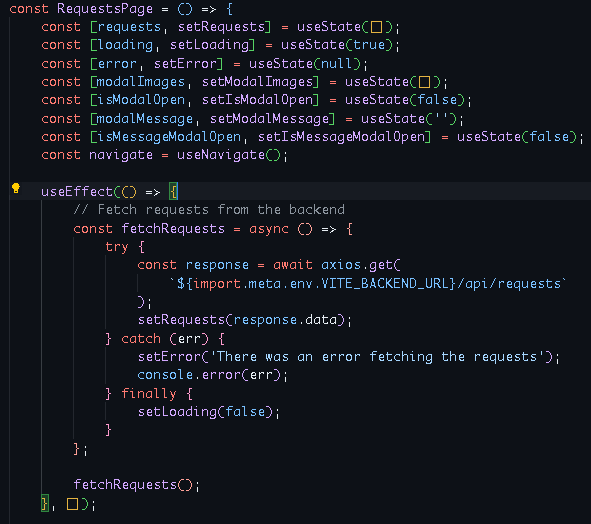 const RequestsPage = () => {
    const [requests, setRequests] = useState([]);
    const [loading, setLoading] = useState(true);
    const [error, setError] = useState(null);
    const [modalImages, setModalImages] = useState([]);
    const [isModalOpen, setIsModalOpen] = useState(false);
    const [modalMessage, setModalMessage] = useState('');
    const [isMessageModalOpen, setIsMessageModalOpen] = useState(false);
    const navigate = useNavigate();

    useEffect(() => {
        // Fetch requests from the backend
        const fetchRequests = async () => {
            try {
                const response = await axios.get(
                    `${import.meta.env.VITE_BACKEND_URL}/api/requests`
                );
                setRequests(response.data);
            } catch (err) {
                setError('There was an error fetching the requests');
                console.error(err);
            } finally {
                setLoading(false);
            }
        };

        fetchRequests();
    }, []);